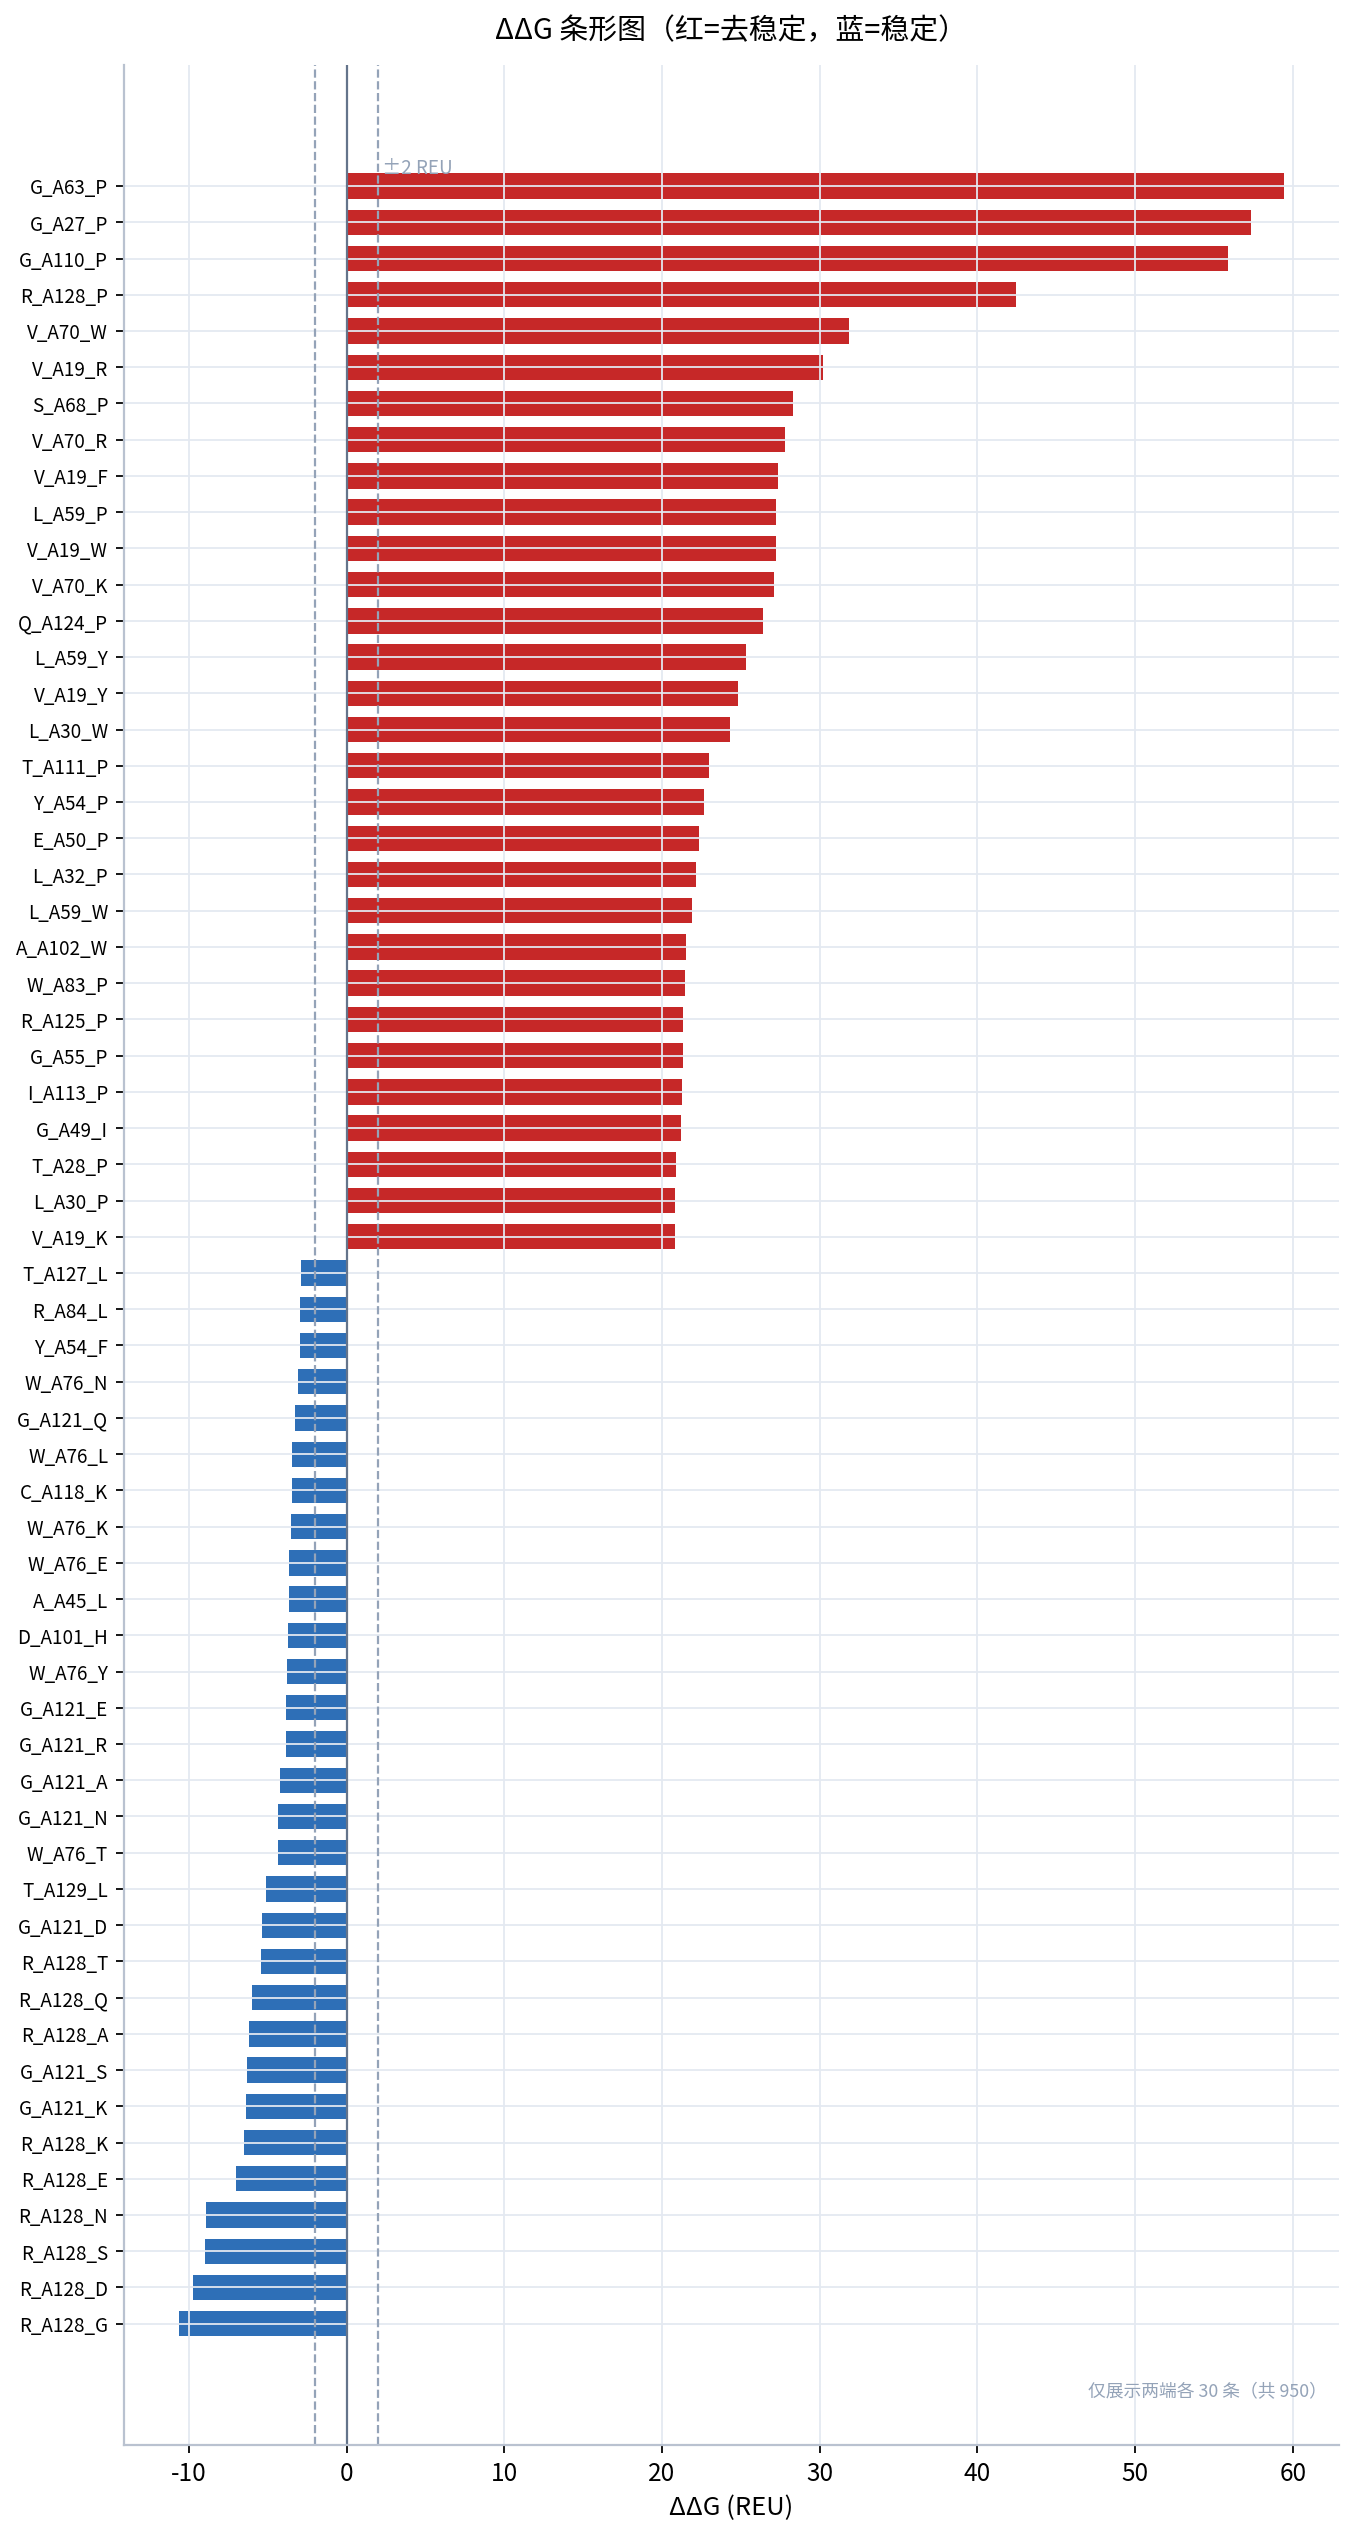 ΔΔG 条形图（红=去稳定，蓝=稳定）
±2 REU
G_A63_P
G_A27_P
G_A110_P
R_A128_P
V_A70_W
V_A19_R
S_A68_P
V_A70_R
V_A19_F
L_A59_P
V_A19_W
V_A70_K
Q_A124_P
L_A59_Y
V_A19_Y
L_A30_W
T_A111_P
Y_A54_P
E_A50_P
L_A32_P
L_A59_W
A_A102_W
W_A83_P
R_A125_P
G_A55_P
I_A113_P
G_A49_I
T_A28_P
L_A30_P
V_A19_K
T_A127_L
R_A84_L
Y_A54_F
W_A76_N
G_A121_Q
W_A76_L
C_A118_K
W_A76_K
W_A76_E
A_A45_L
D_A101_H
W_A76_Y
G_A121_E
G_A121_R
G_A121_A
G_A121_N
W_A76_T
T_A129_L
G_A121_D
R_A128_T
R_A128_Q
R_A128_A
G_A121_S
G_A121_K
R_A128_K
R_A128_E
R_A128_N
R_A128_S
R_A128_D
R_A128_G
仅展示两端各 30 条（共 950）
-10 0 10 20 30 40 50 60
ΔΔG (REU)